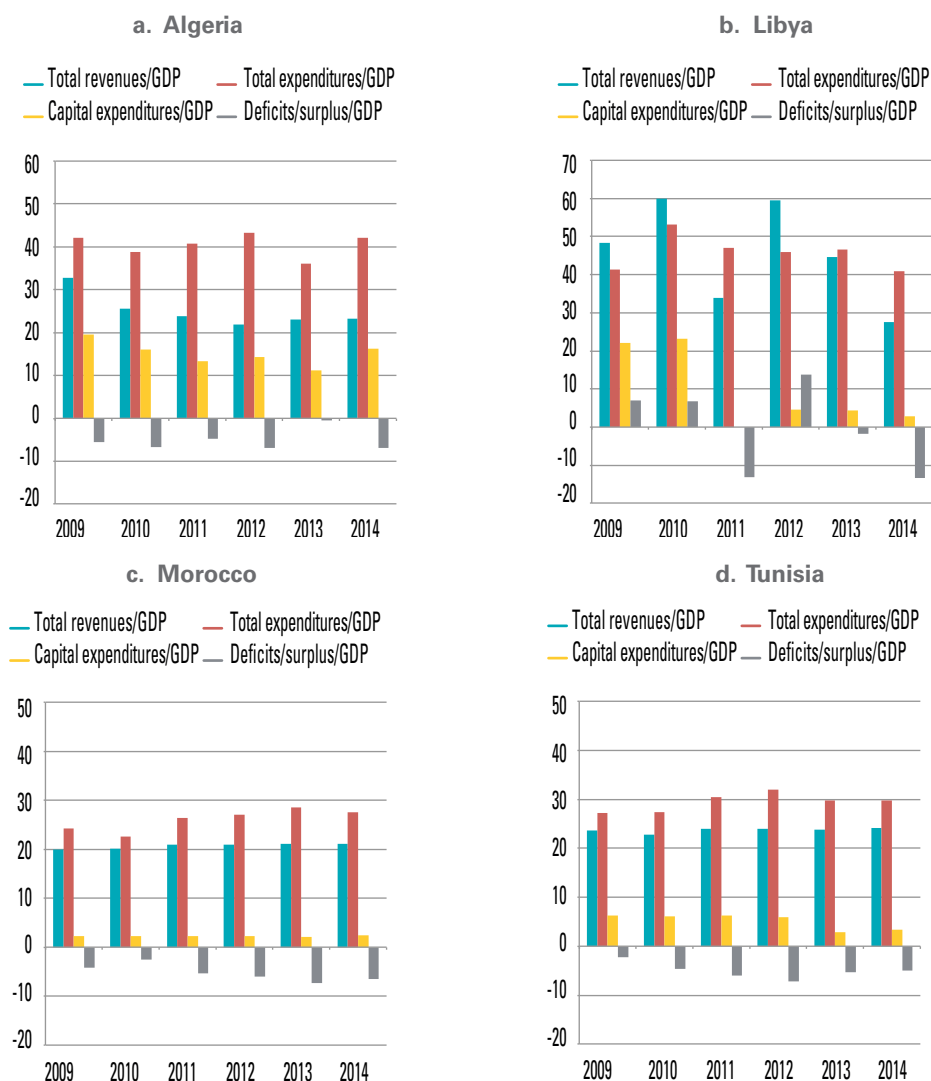 a. Algeria
Total revenues/GDP Total expenditures/GDP
Capital expenditures/GDP Deficits/surplus/GDP
60
50
40
30
20
10
0
-10
-20
2009 2010 2011 2012 2013 2014
b. Libya
Total revenues/GDP Total expenditures/GDP
Capital expenditures/GDP Deficits/surplus/GDP
70
60
50
40
30
20
10
0
-10
-20
2009 2010 2011 2012 2013 2014
c. Morocco
Total revenues/GDP Total expenditures/GDP
Capital expenditures/GDP Deficits/surplus/GDP
50
40
30
20
10
0
-10
-20
2009 2010 2011 2012 2013 2014
d. Tunisia
Total revenues/GDP Total expenditures/GDP
Capital expenditures/GDP Deficits/surplus/GDP
50
40
30
20
10
0
-10
-20
2009 2010 2011 2012 2013 2014